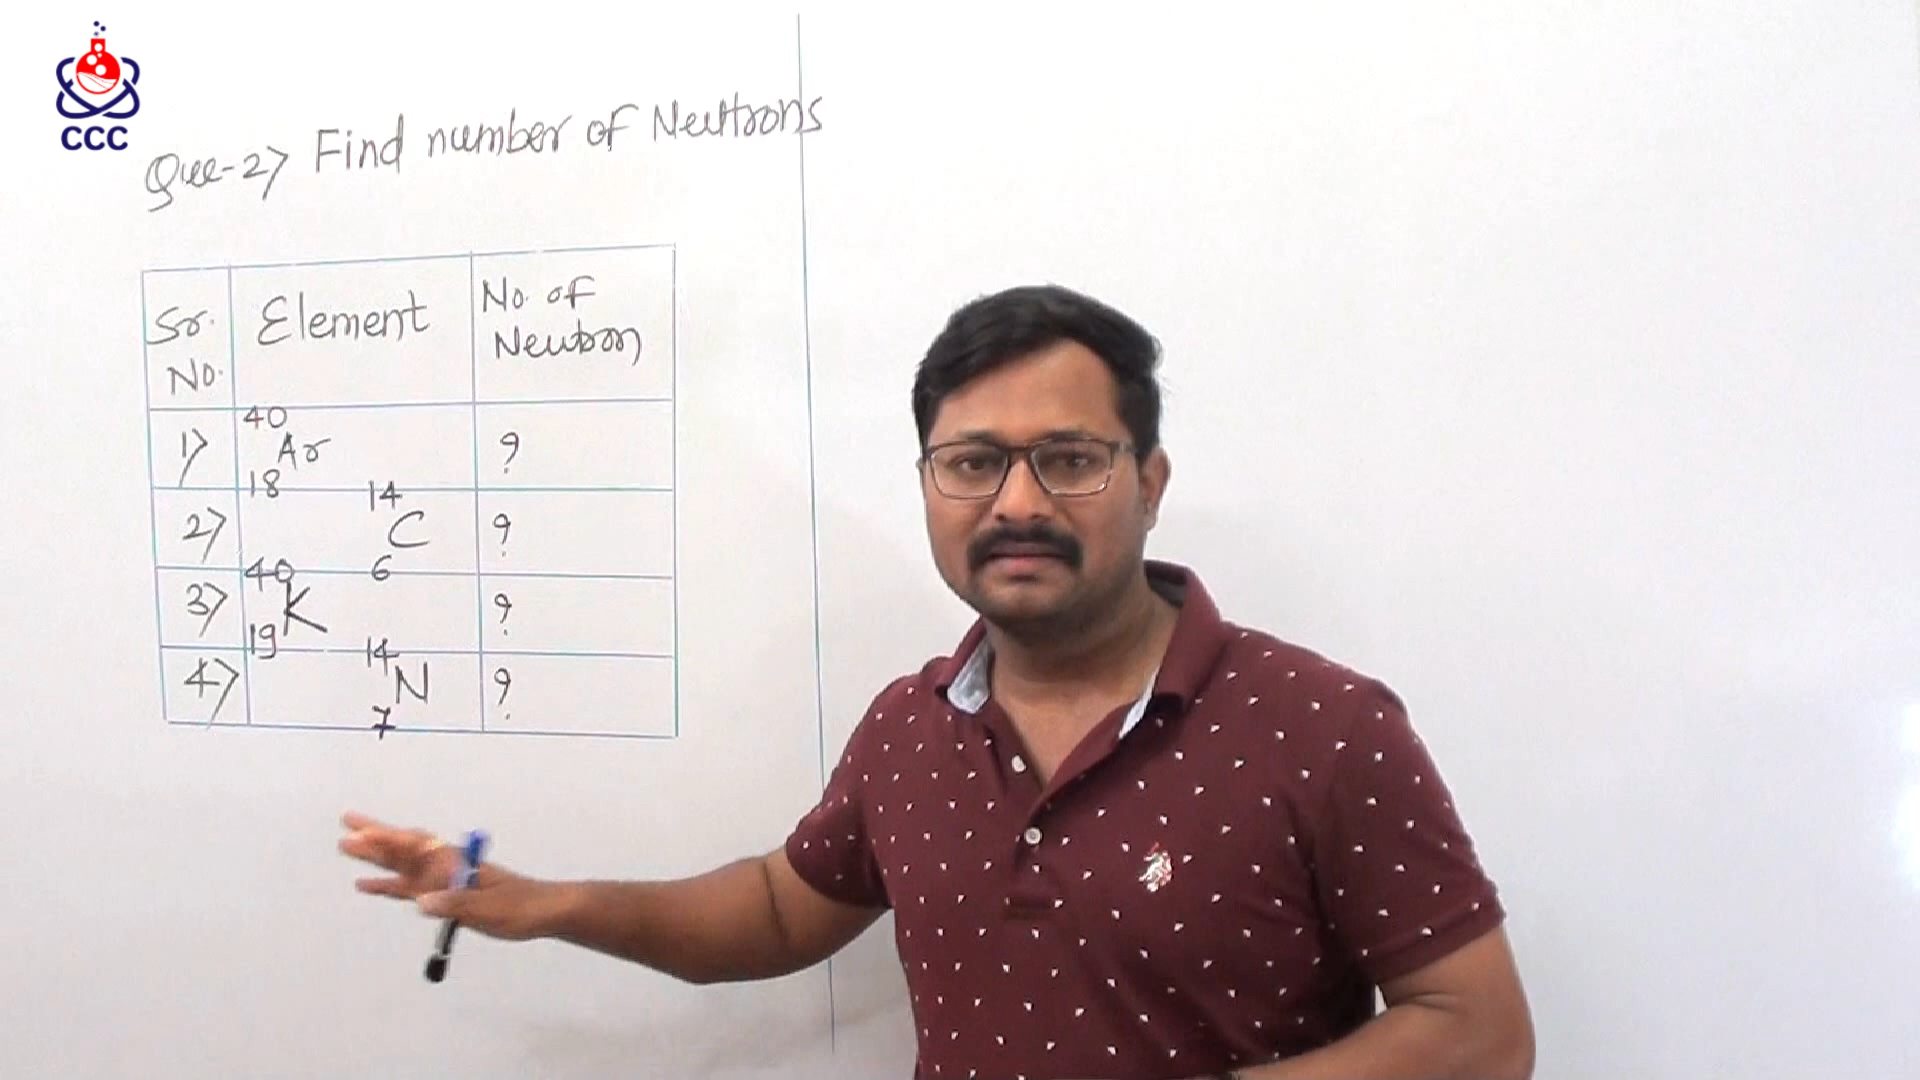 CCC
Que-2) Find number of Neutrons
Sr. No.
Element
No. of
Neutron
1)
40
Ar
18
?
2)
14
C
6
?
3)
40
K
19
?
4)
14
N
7
?